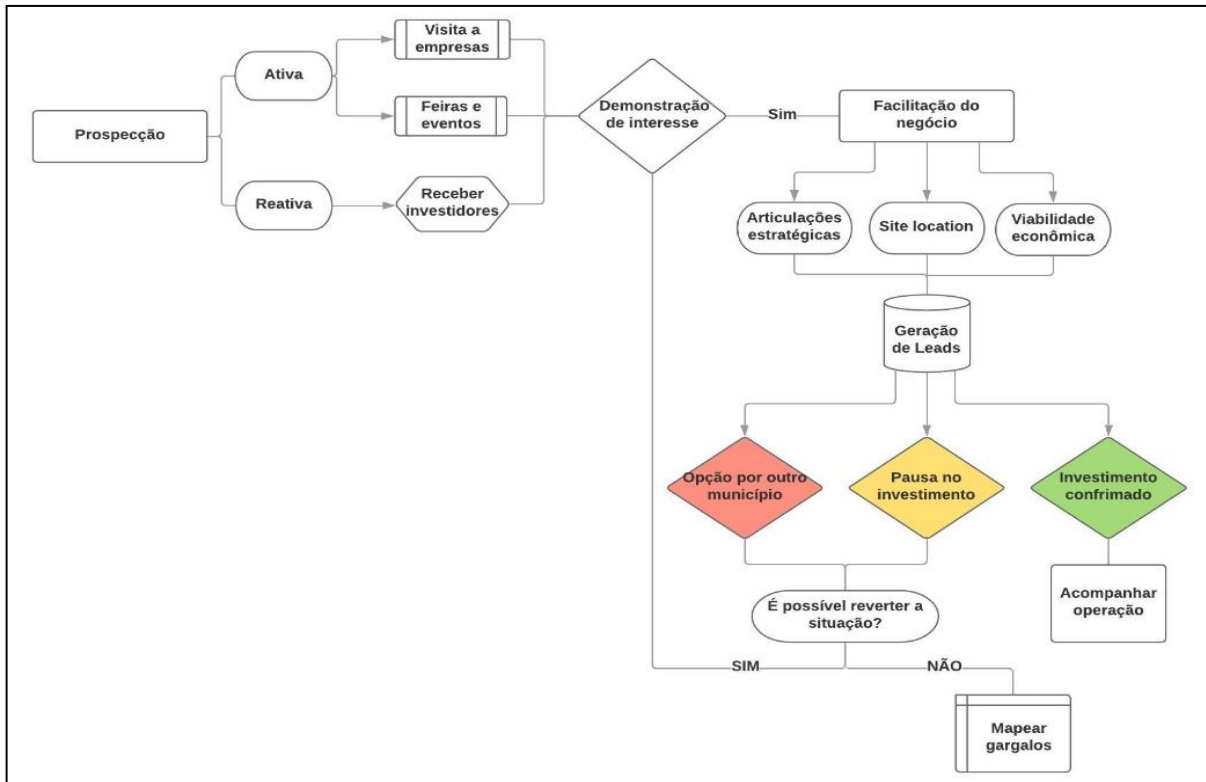 Visita a
empresas
Ativa
Feiras e
eventos
Prospecção
Reativa
Receber
investidores
Demonstração
de interesse
Sim
Facilitação do
negócio
Articulações
estratégicas
Site location
Viabilidade
econômica
Geração
de Leads
Opção por outro
município
Pausa no
investimento
Investimento
confrimado
É possível reverter a
situação?
Acompanhar
operação
SIM
NÃO
Mapear
gargalos